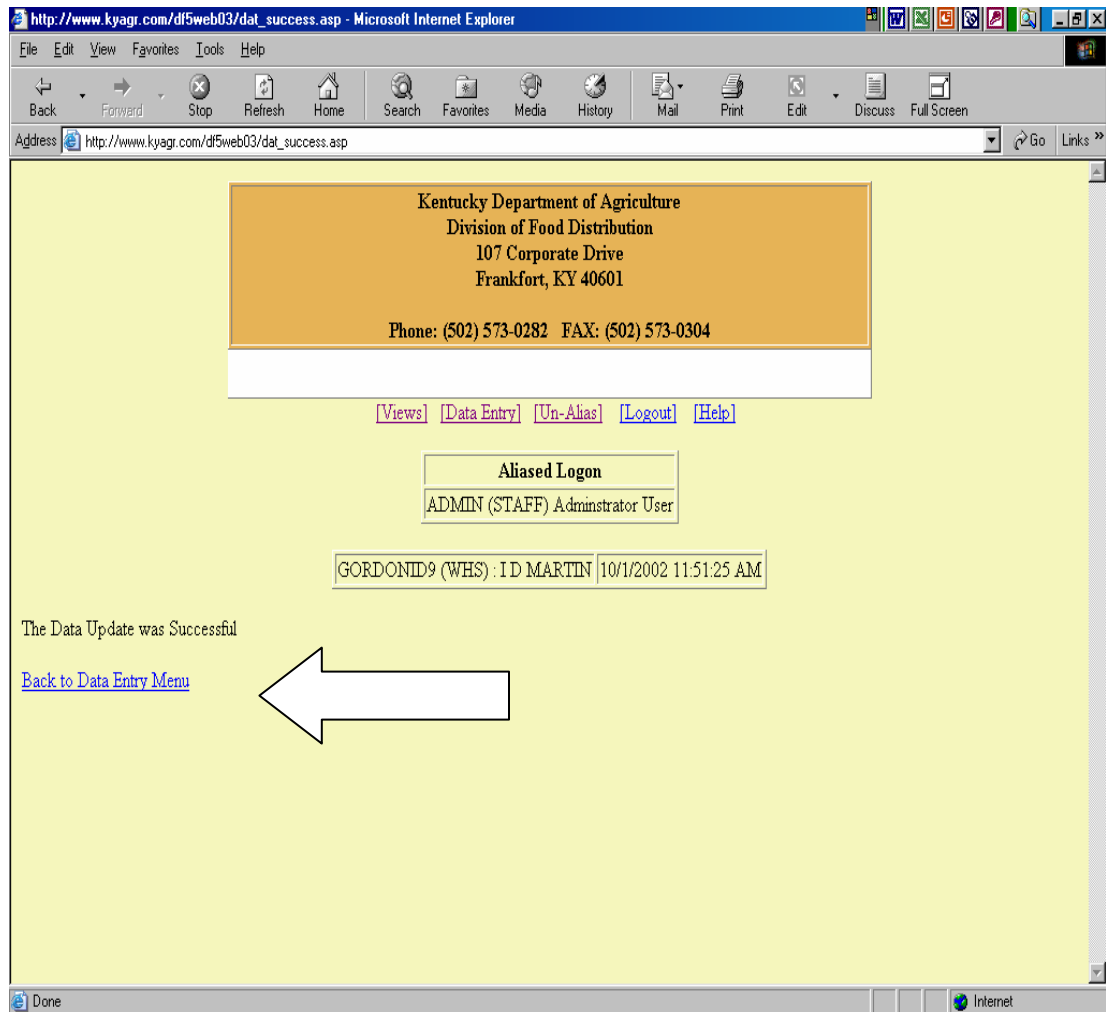 http://www.kyagr.com/df5web03/dat_success.asp - Microsoft Internet Explorer
File Edit View Favorites Tools Help
Back Forward Stop Refresh Home Search Favorites Media History Mail Print Edit Discuss Full Screen
Address http://www.kyagr.com/df5web03/dat_success.asp Go Links »
Kentucky Department of Agriculture
Division of Food Distribution
107 Corporate Drive
Frankfort, KY 40601
Phone: (502) 573-0282 FAX: (502) 573-0304
[Views] [Data Entry] [Un-Alias] [Logout] [Help]
Aliased Logon
ADMIN (STAFF) Adminstrator User
GORDONID9 (WHS) : I D MARTIN 10/1/2002 11:51:25 AM
The Data Update was Successful
Back to Data Entry Menu
Done Internet